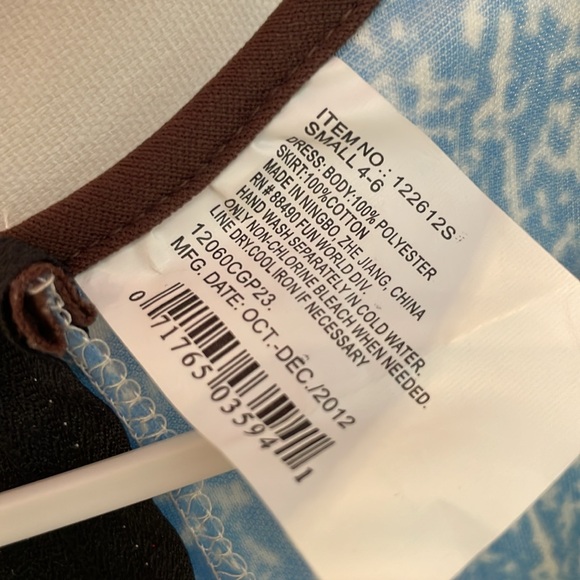 ITEM NO.: 122612S
SMALL 4-6
DRESS: BODY:100% POLYESTER
SKIRT:100%COTTON
MADE IN NINGBO, ZHE JIANG, CHINA
RN# 88490 FUN WORLD DIV.
HAND WASH SEPARATELY IN COLD WATER.
ONLY NON-CHLORINE BLEACH WHEN NEEDED.
LINE DRY.COOL IRON IF NECESSARY
12060CGP23.
MFG. DATE: OCT.-DEC./2012
0 71765 03594 1